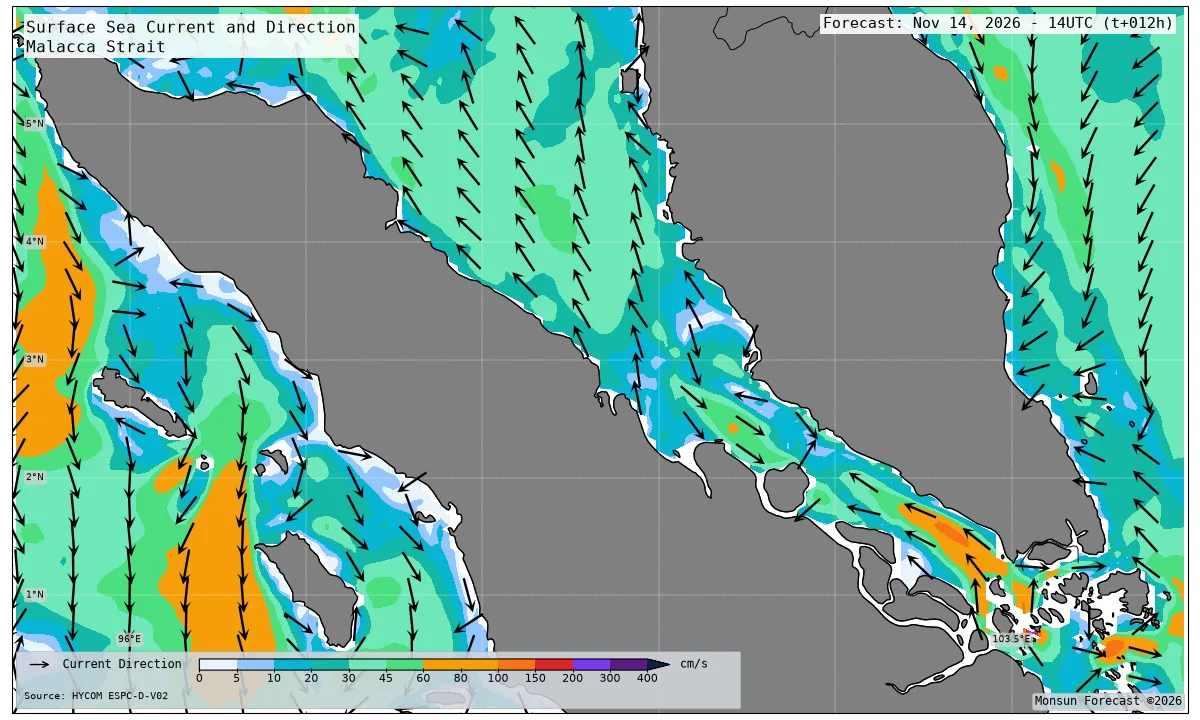 Surface Sea Current and Direction
Malacca Strait
Forecast: Nov 14, 2026 - 14UTC (t+012h)
5°N
4°N
3°N
2°N
1°N
96°E
103.5°E
Current Direction
0 5 10 20 30 45 60 80 100 150 200 300 400
cm/s
Source: HYCOM ESPC-D-V02
Monsun Forecast ©2026